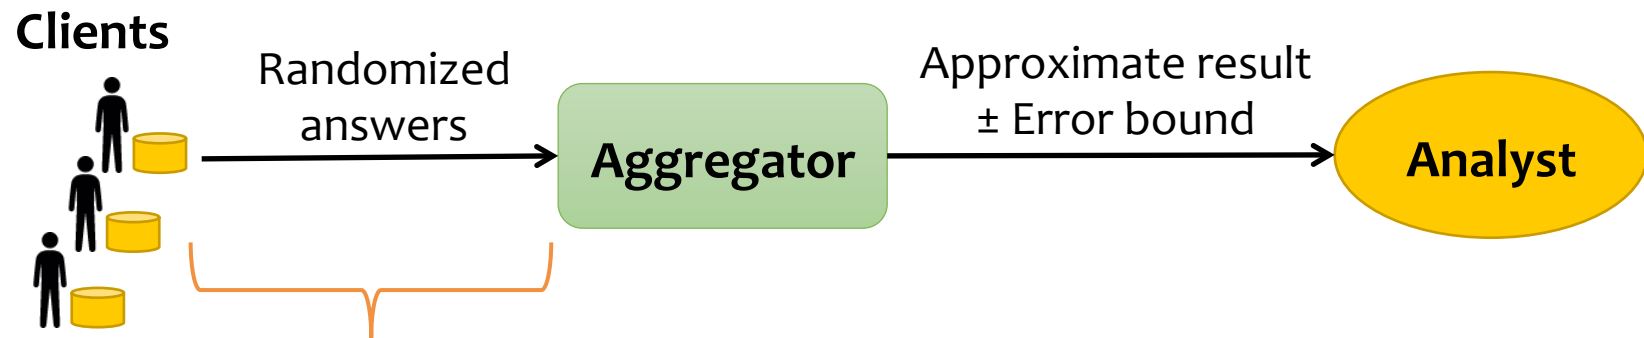 Clients
Randomized
answers
Aggregator
Approximate result
± Error bound
Analyst